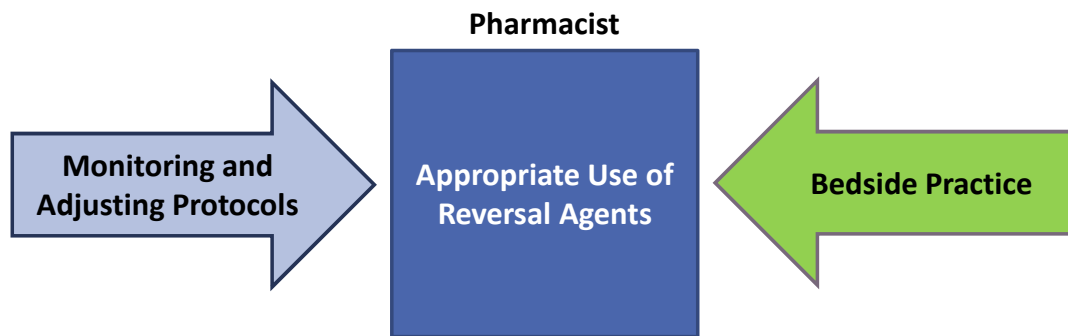 Pharmacist
Monitoring and
Adjusting Protocols
Appropriate Use of
Reversal Agents
Bedside Practice